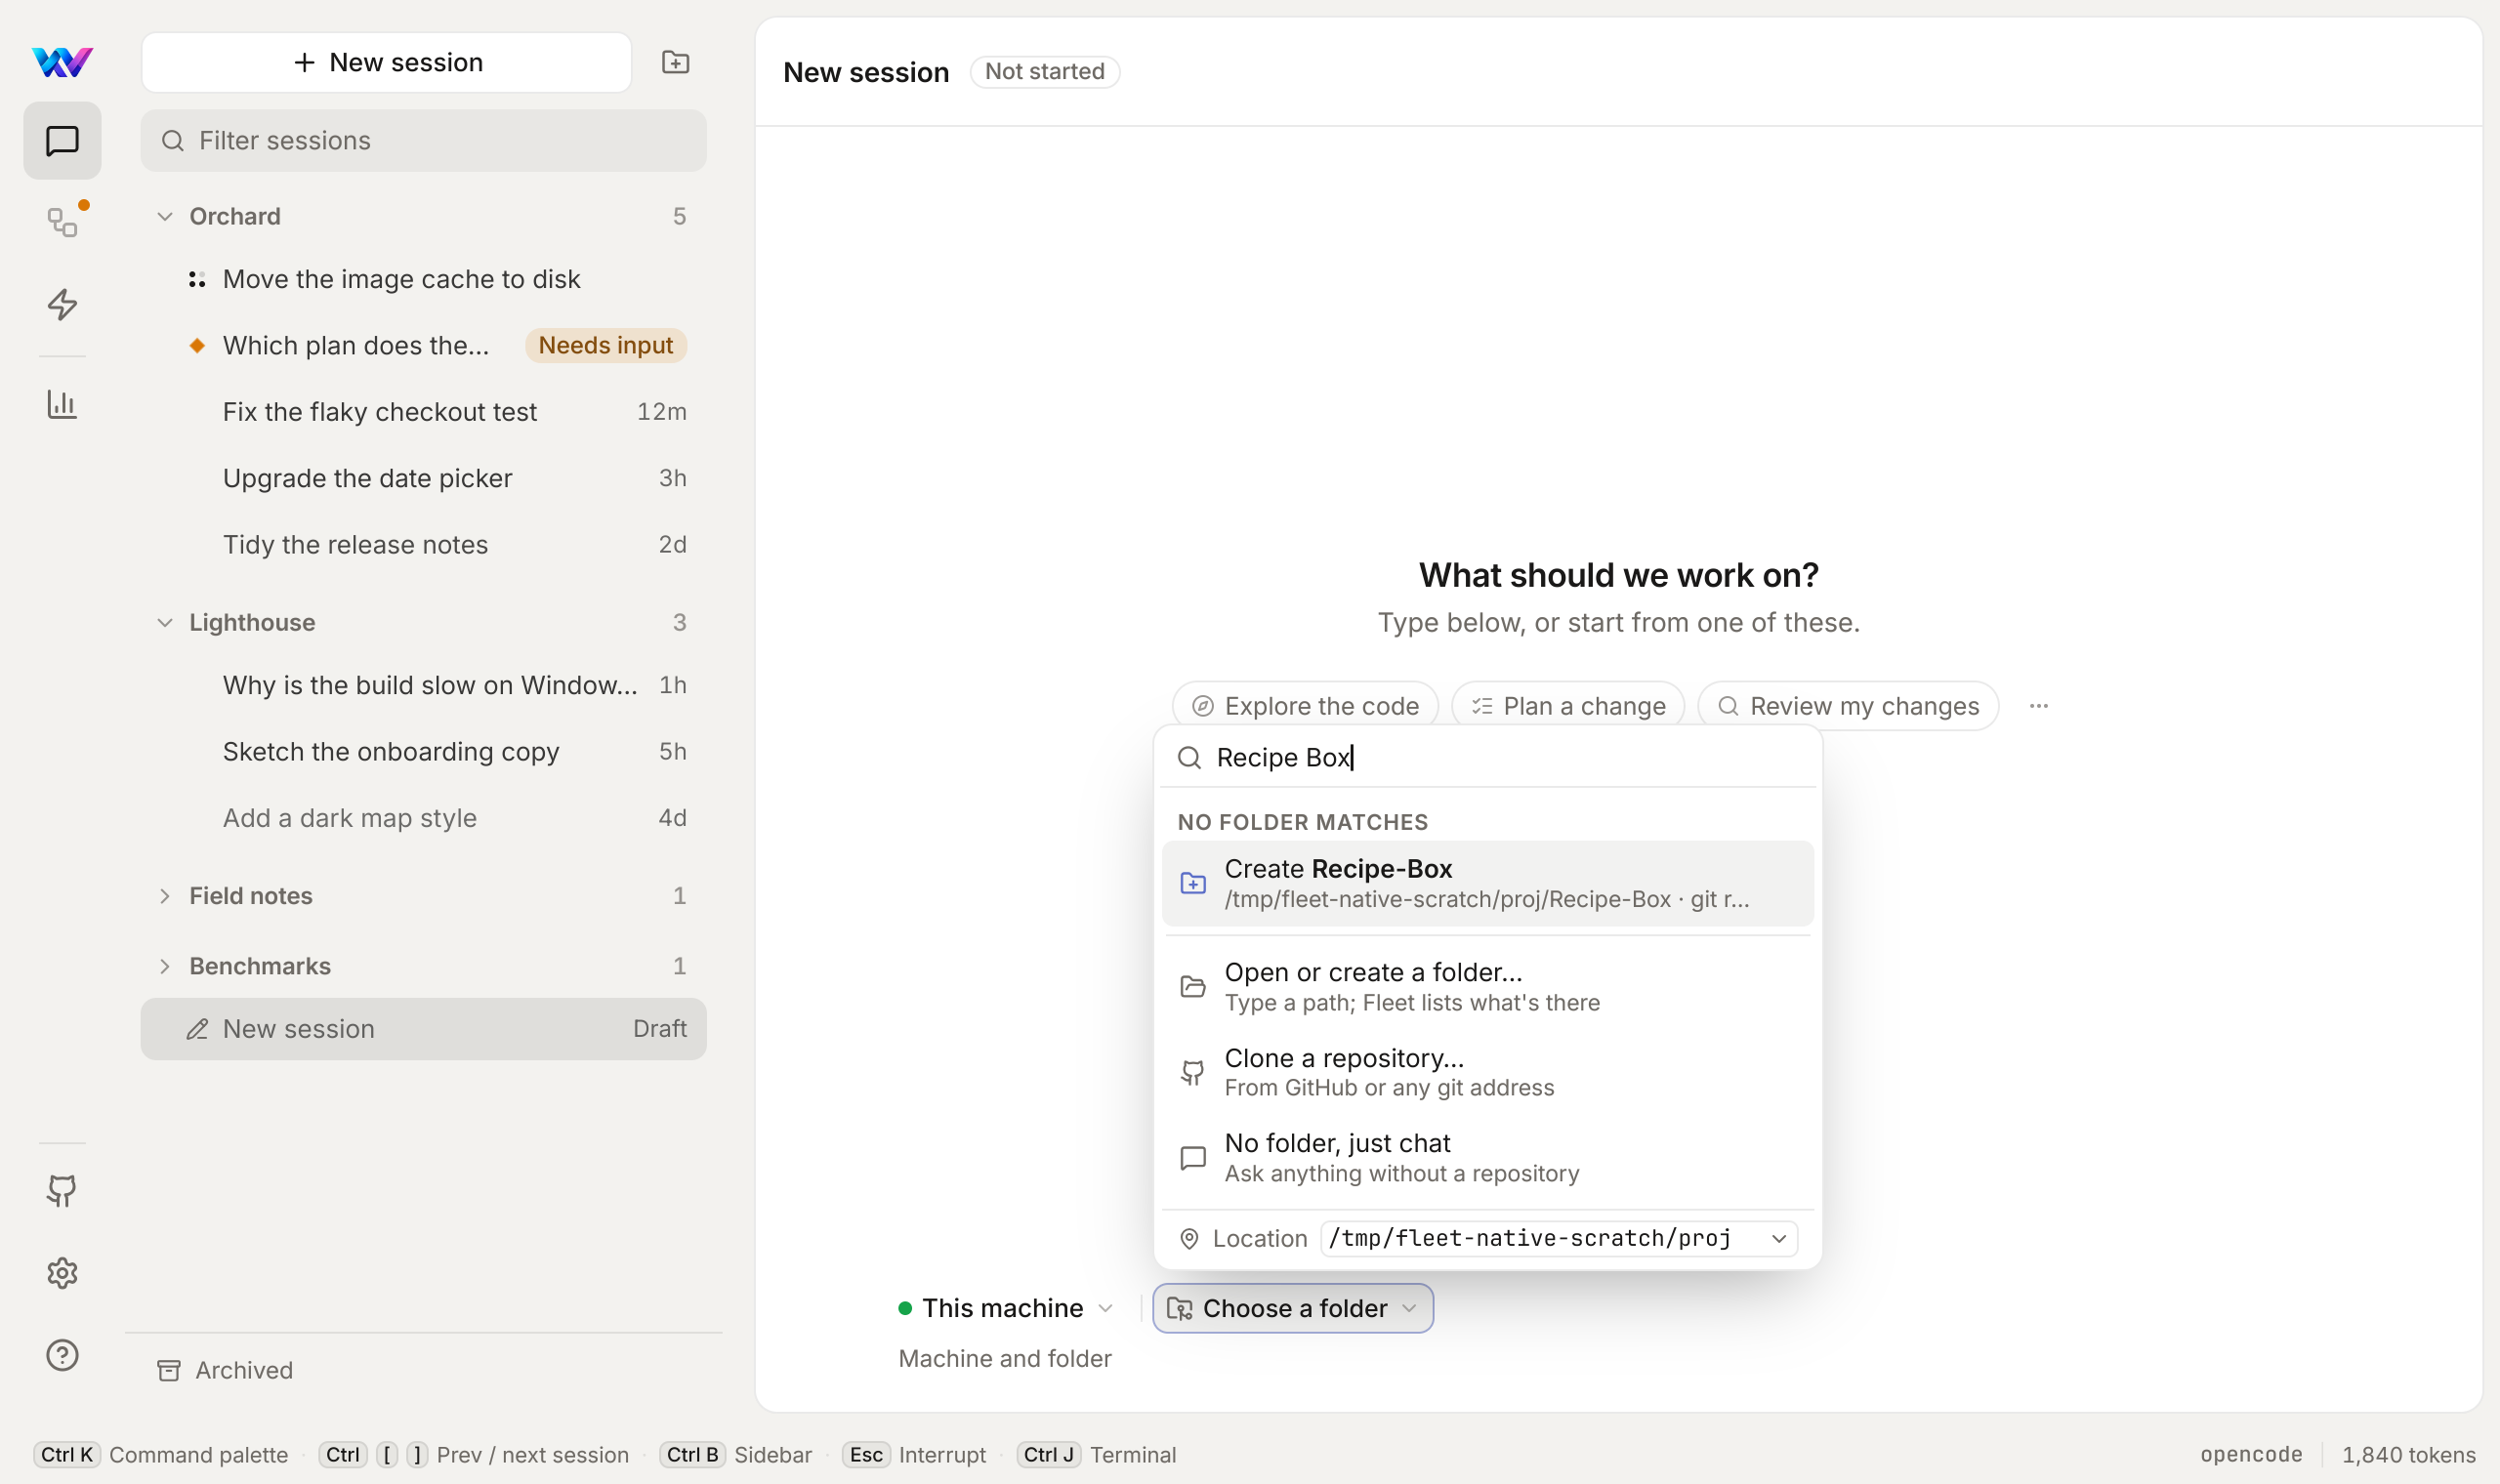 New session
Filter sessions
Orchard 5
Move the image cache to disk
Which plan does the... Needs input
Fix the flaky checkout test 12m
Upgrade the date picker 3h
Tidy the release notes 2d
Lighthouse 3
Why is the build slow on Window... 1h
Sketch the onboarding copy 5h
Add a dark map style 4d
Field notes 1
Benchmarks 1
New session Draft
Archived
New session Not started
What should we work on?
Type below, or start from one of these.
Explore the code Plan a change Review my changes
Recipe Box
NO FOLDER MATCHES
Create Recipe-Box
/tmp/fleet-native-scratch/proj/Recipe-Box · git r...
Open or create a folder...
Type a path; Fleet lists what's there
Clone a repository...
From GitHub or any git address
No folder, just chat
Ask anything without a repository
Location /tmp/fleet-native-scratch/proj
This machine Choose a folder
Machine and folder
Ctrl K Command palette · Ctrl [ ] Prev / next session · Ctrl B Sidebar · Esc Interrupt · Ctrl J Terminal
opencode 1,840 tokens